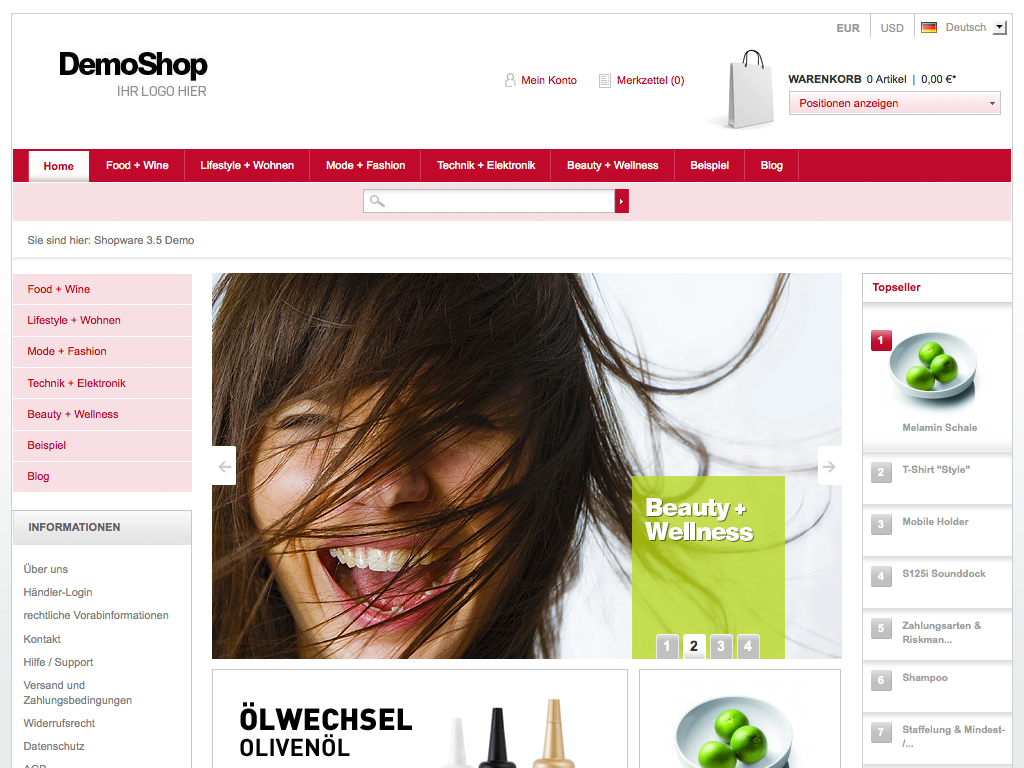 EUR
USD
Deutsch
DemoShop
IHR LOGO HIER
Mein Konto
Merkzettel (0)
WARENKORB 0 Artikel | 0,00 €*
Positionen anzeigen
Home
Food + Wine
Lifestyle + Wohnen
Mode + Fashion
Technik + Elektronik
Beauty + Wellness
Beispiel
Blog
Sie sind hier: Shopware 3.5 Demo
Food + Wine
Lifestyle + Wohnen
Mode + Fashion
Technik + Elektronik
Beauty + Wellness
Beispiel
Blog
INFORMATIONEN
Über uns
Händler-Login
rechtliche Vorabinformationen
Kontakt
Hilfe / Support
Versand und
Zahlungsbedingungen
Widerrufsrecht
Datenschutz
AGB
Beauty +
Wellness
1 2 3 4
ÖLWECHSEL
OLIVENÖL
Topseller
1
Melamin Schale
2 T-Shirt "Style"
3 Mobile Holder
4 S125i Sounddock
5 Zahlungsarten &
Riskman...
6 Shampoo
7 Staffelung & Mindest-
/...